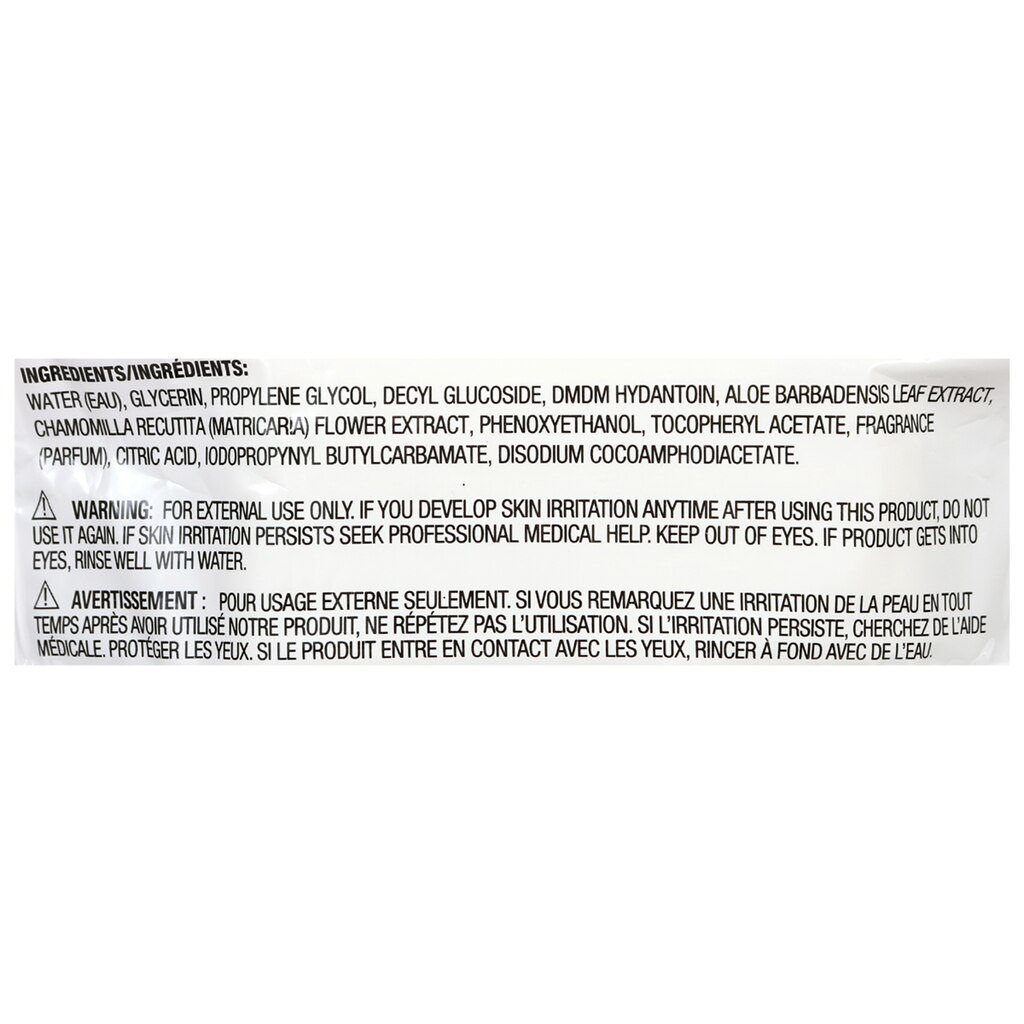 INGREDIENTS/INGRÉDIENTS:
WATER (EAU), GLYCERIN, PROPYLENE GLYCOL, DECYL GLUCOSIDE, DMDM HYDANTOIN, ALOE BARBADENSIS LEAF EXTRACT,
CHAMOMILLA RECUTITA (MATRICARIA) FLOWER EXTRACT, PHENOXYETHANOL, TOCOPHERYL ACETATE, FRAGRANCE
(PARFUM), CITRIC ACID, IODOPROPYNYL BUTYLCARBAMATE, DISODIUM COCOAMPHODIACETATE.
⚠ WARNING: FOR EXTERNAL USE ONLY. IF YOU DEVELOP SKIN IRRITATION ANYTIME AFTER USING THIS PRODUCT, DO NOT
USE IT AGAIN. IF SKIN IRRITATION PERSISTS SEEK PROFESSIONAL MEDICAL HELP. KEEP OUT OF EYES. IF PRODUCT GETS INTO
EYES, RINSE WELL WITH WATER.
⚠ AVERTISSEMENT : POUR USAGE EXTERNE SEULEMENT. SI VOUS REMARQUEZ UNE IRRITATION DE LA PEAU EN TOUT
TEMPS APRÈS AVOIR UTILISÉ NOTRE PRODUIT, NE RÉPÉTEZ PAS L'UTILISATION. SI L'IRRITATION PERSISTE, CHERCHEZ DE L'AIDE
MÉDICALE. PROTÉGER LES YEUX. SI LE PRODUIT ENTRE EN CONTACT AVEC LES YEUX, RINCER À FOND AVEC DE L'EAU.